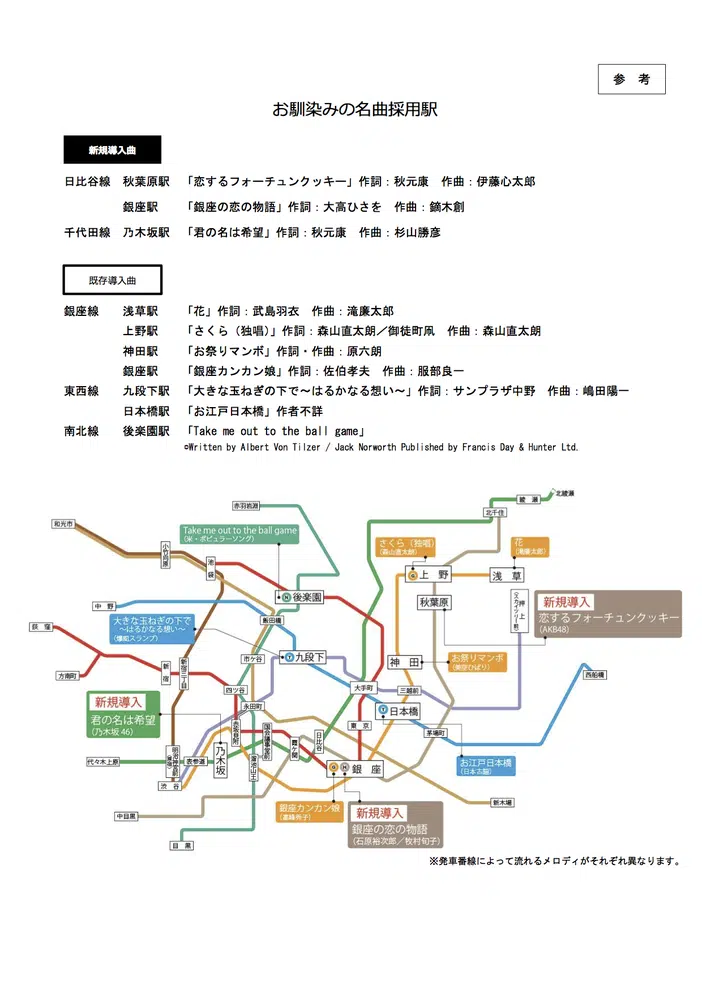 参 考
お馴染みの名曲採用駅
新規導入曲
日比谷線 秋葉原駅 「恋するフォーチュンクッキー」作詞：秋元康 作曲：伊藤心太郎
銀座駅 「銀座の恋の物語」作詞：大高ひさを 作曲：鏑木創
千代田線 乃木坂駅 「君の名は希望」作詞：秋元康 作曲：杉山勝彦
既存導入曲
銀座線 浅草駅 「花」作詞：武島羽衣 作曲：滝廉太郎
上野駅 「さくら（独唱）」作詞：森山直太朗／御徒町凧 作曲：森山直太朗
神田駅 「お祭りマンボ」作詞・作曲：原六朗
銀座駅 「銀座カンカン娘」作詞：佐伯孝夫 作曲：服部良一
東西線 九段下駅 「大きな玉ねぎの下で～はるかなる想い～」作詞：サンプラザ中野 作曲：嶋田陽一
日本橋駅 「お江戸日本橋」作者不詳
南北線 後楽園駅 「Take me out to the ball game」
©Written by Albert Von Tilzer / Jack Norworth Published by Francis Day & Hunter Ltd.
北綾瀬
綾 瀬
赤羽岩淵
北千住
和光市
Take me out to the ball game
（米・ポピュラーソング）
さくら（独唱）
（森山直太朗）
花
（滝廉太郎）
小竹向原
池袋
G 上 野
浅 草
N 後楽園
秋葉原
押上
（スカイツリー前）
新規導入
恋するフォーチュンクッキー
（AKB48）
中 野
大きな玉ねぎの下で
～はるかなる想い～
（爆風スランプ）
飯田橋
荻 窪
市ケ谷
T 九段下
神 田
お祭りマンボ
（美空ひばり）
方南町
新宿
新宿三丁目
四ツ谷
大手町
三越前
西船橋
新規導入
君の名は希望
（乃木坂 46）
永田町
T 日本橋
赤坂見附
国会議事堂前
霞ケ関
日比谷
東 京
茅場町
乃木坂
明治神宮前
代々木上原
表参道
溜池山王
G H 銀 座
お江戸日本橋
（日本古謡）
渋 谷
中目黒
銀座カンカン娘
（高峰秀子）
新規導入
銀座の恋の物語
（石原裕次郎／牧村旬子）
新木場
目 黒
※発車番線によって流れるメロディがそれぞれ異なります。